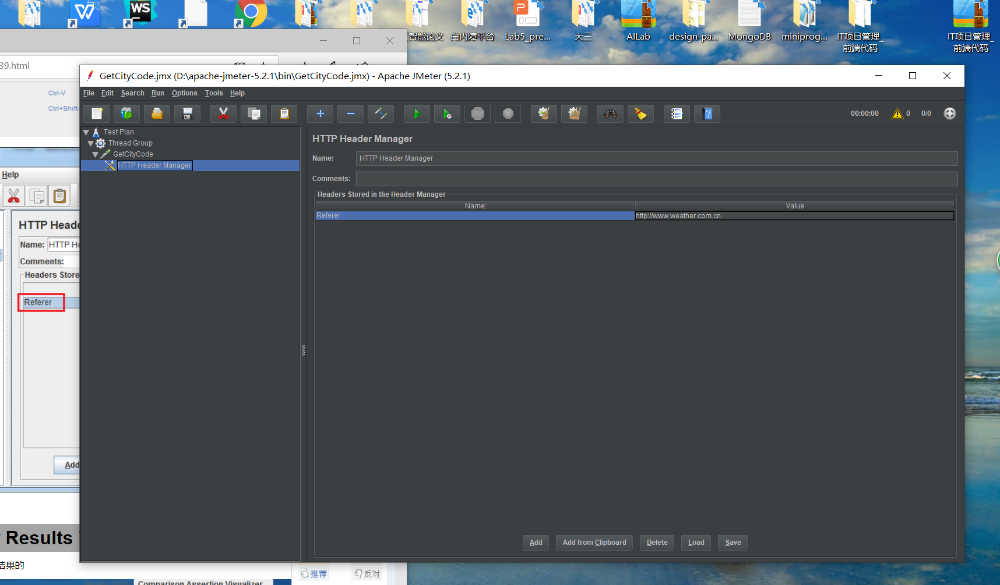 WS
智能论文
白内障平台
Lab5_pre...
大三
AILab
design-pa...
MongoDB
miniprog...
IT项目管理_
前端代码
IT项目管理_
前端代码
39.html
Ctrl-V
Ctrl+Shift-
GetCityCode.jmx (D:\apache-jmeter-5.2.1\bin\GetCityCode.jmx) - Apache JMeter (5.2.1)
File Edit Search Run Options Tools Help
00:00:00 0 0/0
Test Plan
Thread Group
GetCityCode
HTTP Header Manager
HTTP Header Manager
Name: HTTP Header Manager
Comments:
Headers Stored in the Header Manager
Name: Value
Referer http://www.weather.com.cn
Add Add from Clipboard Delete Load Save
Help
HTTP Heade
Name: HTTP He
Comments:
Headers Store
Referer
Add
Results
结果的
推荐 反对
Comparison Assertion Visualizer